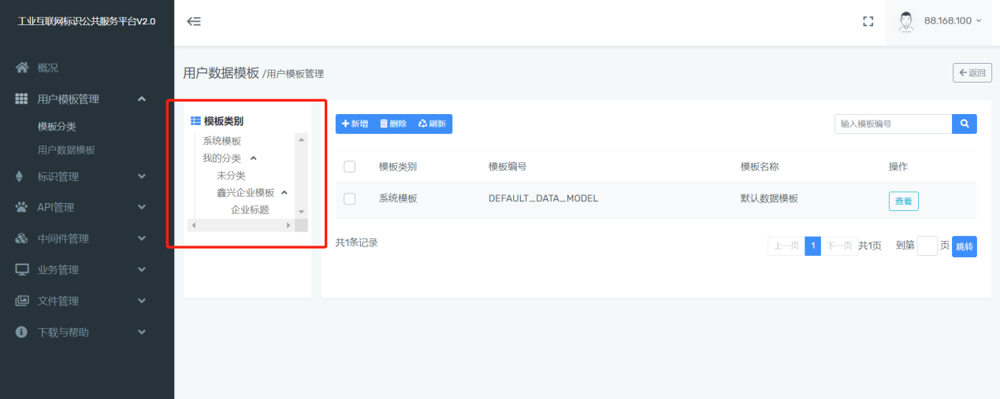 工业互联网标识公共服务平台V2.0
88.168.100
概况
用户模板管理
模板分类
用户数据模板
标识管理
API管理
中间件管理
业务管理
文件管理
下载与帮助
用户数据模板 /用户模板管理
返回
模板类别
系统模板
我的分类
未分类
鑫兴企业模板
企业标题
新增 删除 刷新
输入模板编号
模板类别 模板编号 模板名称 操作
系统模板 DEFAULT_DATA_MODEL 默认数据模板 查看
共1条记录
上一页 1 下一页 共1页 到第 页 跳转